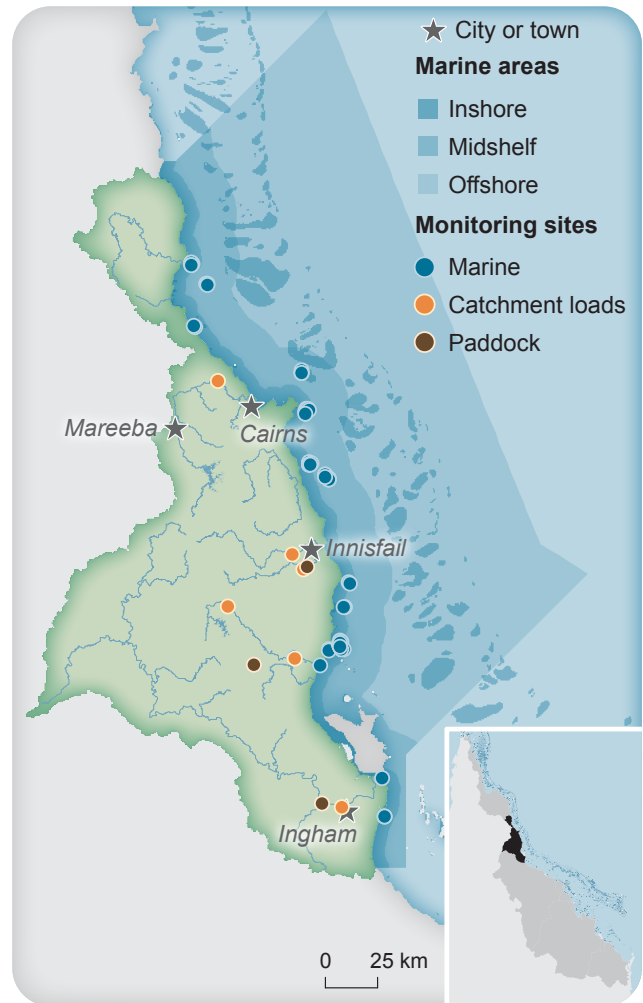 City or town
Marine areas
Inshore
Midshelf
Offshore
Monitoring sites
Marine
Catchment loads
Paddock
Mareeba
Cairns
Innisfail
Ingham
0 25 km